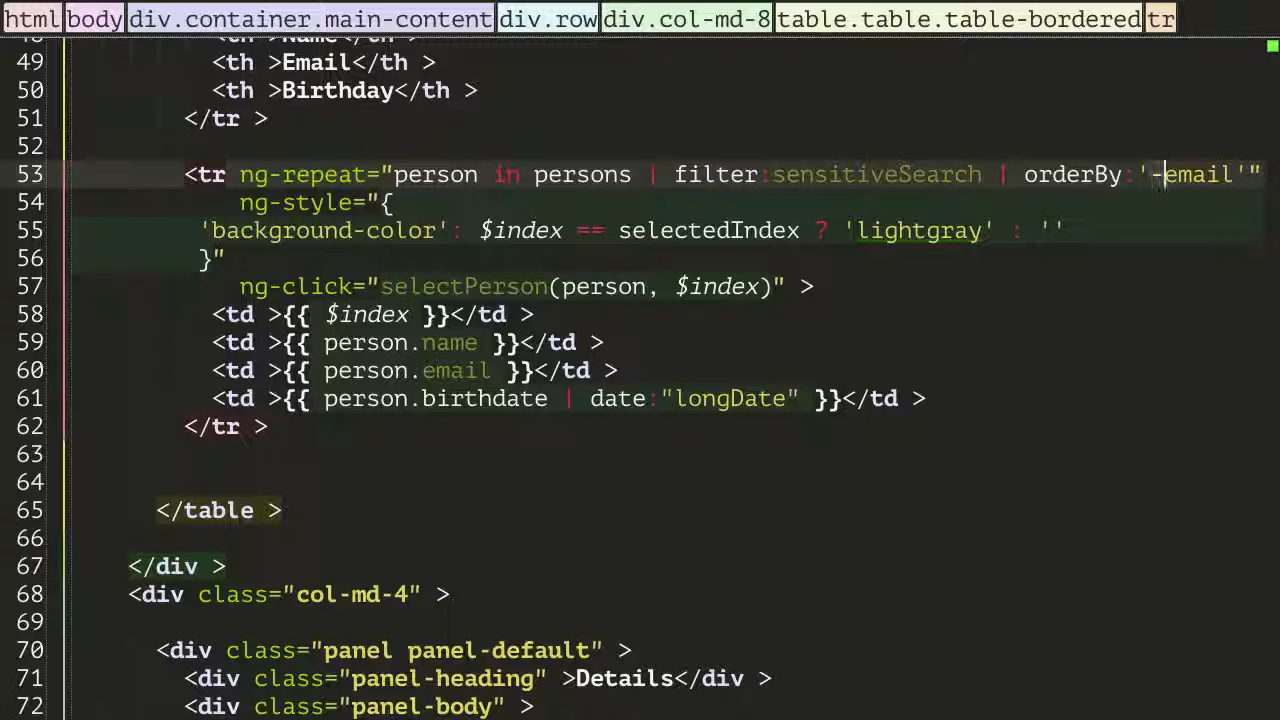 html body div.container.main-content div.row div.col-md-8 table.table.table-bordered tr
48 <th >Name</th >
49 <th >Email</th >
50 <th >Birthday</th >
51 </tr >
52
53 <tr ng-repeat="person in persons | filter:sensitiveSearch | orderBy:'-email'"
54 ng-style="{
55 'background-color': $index == selectedIndex ? 'lightgray' : ''
56 }"
57 ng-click="selectPerson(person, $index)" >
58 <td >{{ $index }}</td >
59 <td >{{ person.name }}</td >
60 <td >{{ person.email }}</td >
61 <td >{{ person.birthdate | date:"longDate" }}</td >
62 </tr >
63
64
65 </table >
66
67 </div >
68 <div class="col-md-4" >
69
70 <div class="panel panel-default" >
71 <div class="panel-heading" >Details</div >
72 <div class="panel-body" >